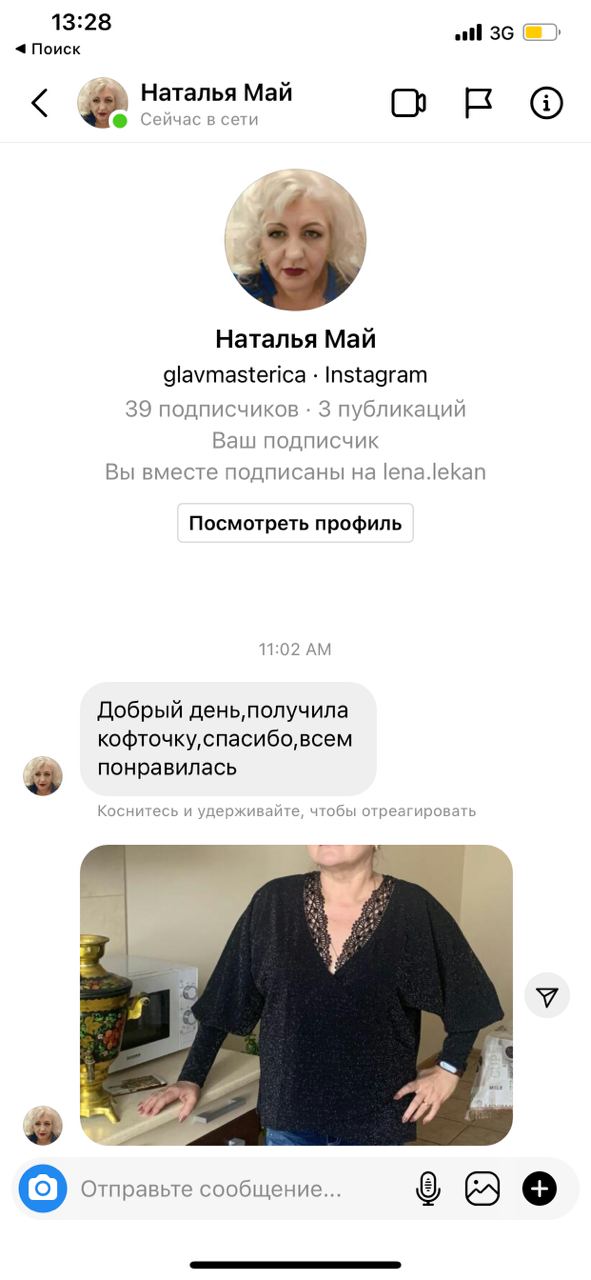 13:28
3G
Поиск
Наталья Май
Сейчас в сети
Наталья Май
glavmasterica · Instagram
39 подписчиков · 3 публикаций
Ваш подписчик
Вы вместе подписаны на lena.lekan
Посмотреть профиль
11:02 AM
Добрый день,получила
кофточку,спасибо,всем
понравилась
Коснитесь и удерживайте, чтобы отреагировать
MILK
Отправьте сообщение...